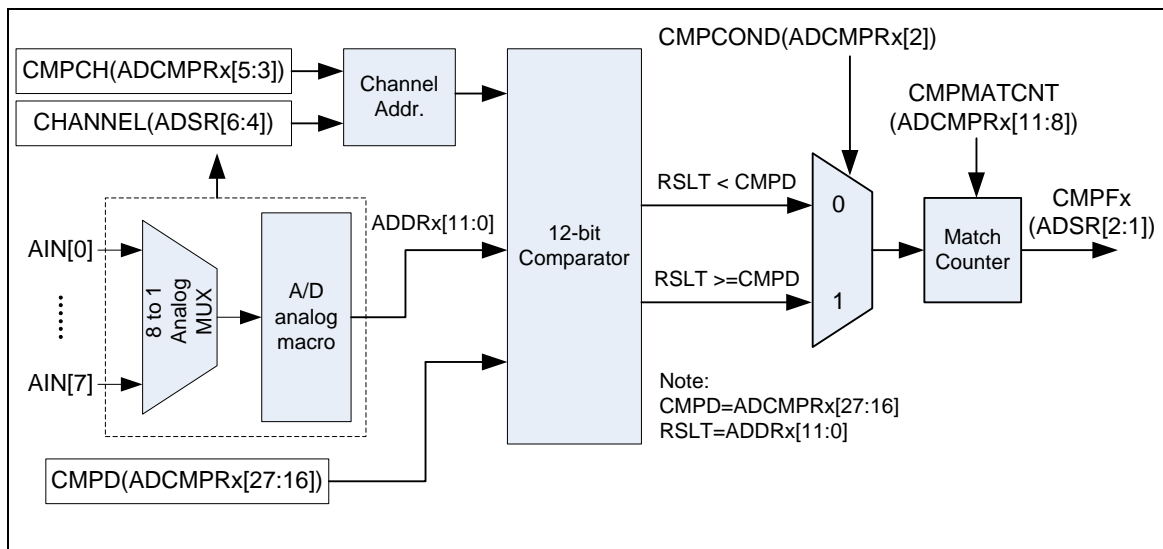 CMPCH(ADCMPRx[5:3])
CHANNEL(ADSR[6:4])
Channel
Addr.
CMPCOND(ADCMPRx[2])
CMPMATCNT
(ADCMPRx[11:8])
AIN[0]
AIN[7]
8 to 1
Analog
MUX
A/D
analog
macro
ADDRx[11:0]
12-bit
Comparator
RSLT < CMPD
RSLT >=CMPD
0
1
Match
Counter
CMPFx
(ADSR[2:1])
Note:
CMPD=ADCMPRx[27:16]
RSLT=ADDRx[11:0]
CMPD(ADCMPRx[27:16])